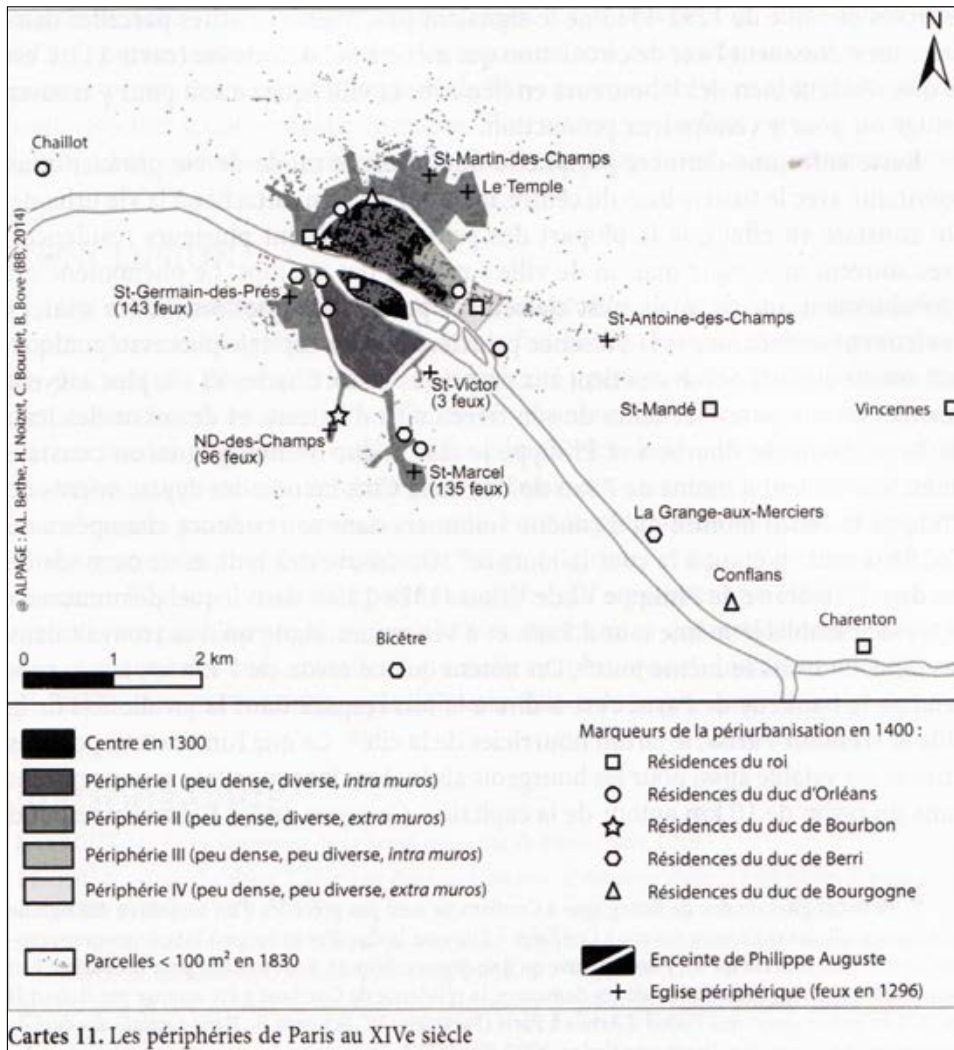 N
Chaillot
St-Martin-des-Champs
Le Temple
St-Germain-des-Prés
(143 feux)
St-Antoine-des-Champs
St-Victor
(3 feux)
St-Mandé
Vincennes
ND-des-Champs
(96 feux)
St-Marcel
(135 feux)
La Grange-aux-Merciers
Conflans
Charenton
Bicêtre
0 1 2 km
@ ALPAGE : A.L. Bethe, H. Noizet, C. Bourlet, B. Bove (BB, 2014)
Centre en 1300
Périphérie I (peu dense, diverse, intra muros)
Périphérie II (peu dense, diverse, extra muros)
Périphérie III (peu dense, peu diverse, intra muros)
Périphérie IV (peu dense, peu diverse, extra muros)
Parcelles < 100 m² en 1830
Marqueurs de la périurbanisation en 1400 :
Résidences du roi
Résidences du duc d'Orléans
Résidences du duc de Bourbon
Résidences du duc de Berri
Résidences du duc de Bourgogne
Enceinte de Philippe Auguste
Eglise périphérique (feux en 1296)
Cartes 11. Les périphéries de Paris au XIVe siècle